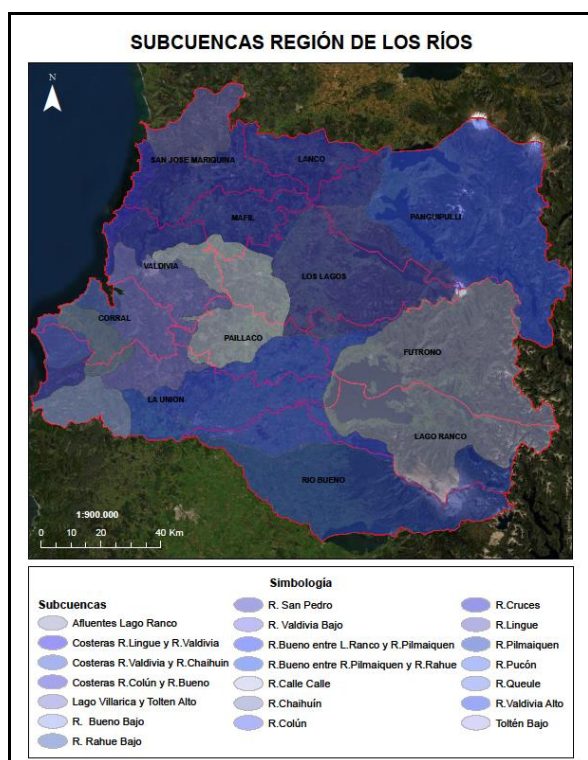 SUBCUENCAS REGIÓN DE LOS RÍOS
N
SAN JOSE MARIQUINA
LANCO
PANGUIPULLI
MAFIL
VALDIVIA
LOS LAGOS
CORRAL
PAILLACO
FUTRONO
LA UNION
LAGO RANCO
RIO BUENO
1:900.000
0 10 20 40 Km
Simbología
Subcuencas
Afluentes Lago Ranco
Costeras R.Lingue y R.Valdivia
Costeras R.Valdivia y R.Chaihuin
Costeras R.Colún y R.Bueno
Lago Villarica y Tolten Alto
R. Bueno Bajo
R. Rahue Bajo
R. San Pedro
R. Valdivia Bajo
R.Bueno entre L.Ranco y R.Pilmaiquen
R.Bueno entre R.Pilmaiquen y R.Rahue
R.Calle Calle
R.Chaihuín
R.Colún
R.Cruces
R.Lingue
R.Pilmaiquen
R.Pucón
R.Queule
R.Valdivia Alto
Toltén Bajo